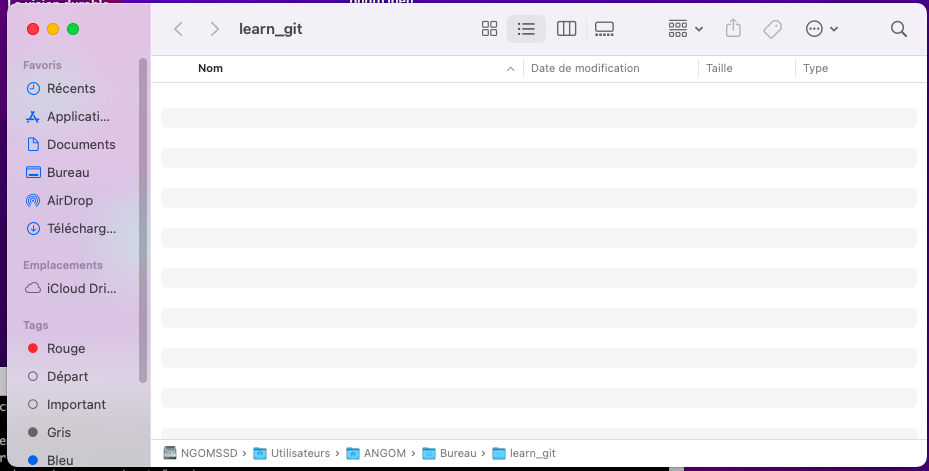 learn_git
Favoris
Récents
Applicati...
Documents
Bureau
AirDrop
Télécharg...
Emplacements
iCloud Dri...
Tags
Rouge
Départ
Important
Gris
Bleu
Nom Date de modification Taille Type
NGOMSSD › Utilisateurs › ANGOM › Bureau › learn_git